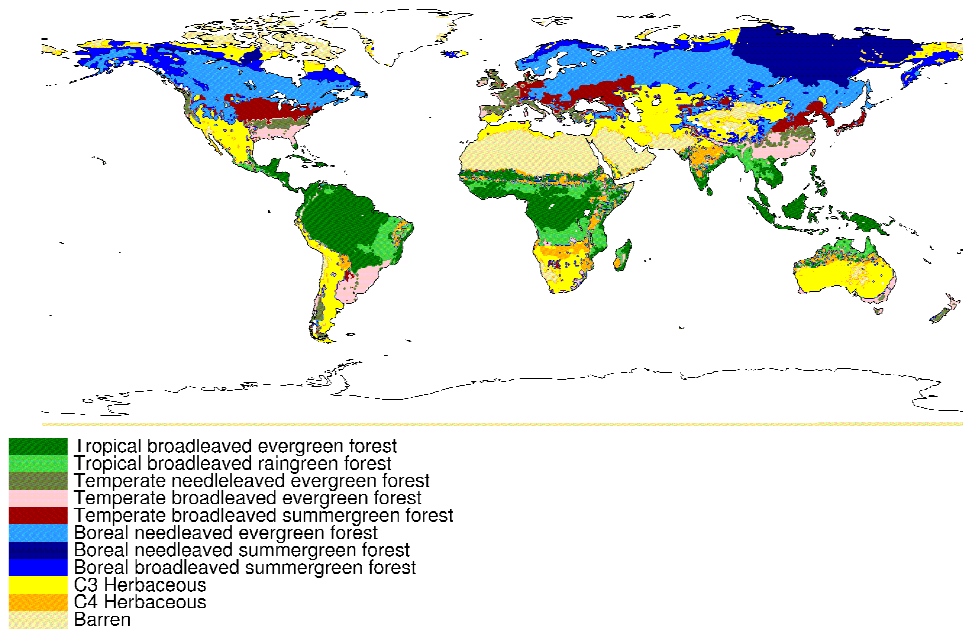 Tropical broadleaved evergreen forest
Tropical broadleaved raingreen forest
Temperate needleleaved evergreen forest
Temperate broadleaved evergreen forest
Temperate broadleaved summergreen forest
Boreal needleaved evergreen forest
Boreal needleaved summergreen forest
Boreal broadleaved summergreen forest
C3 Herbaceous
C4 Herbaceous
Barren